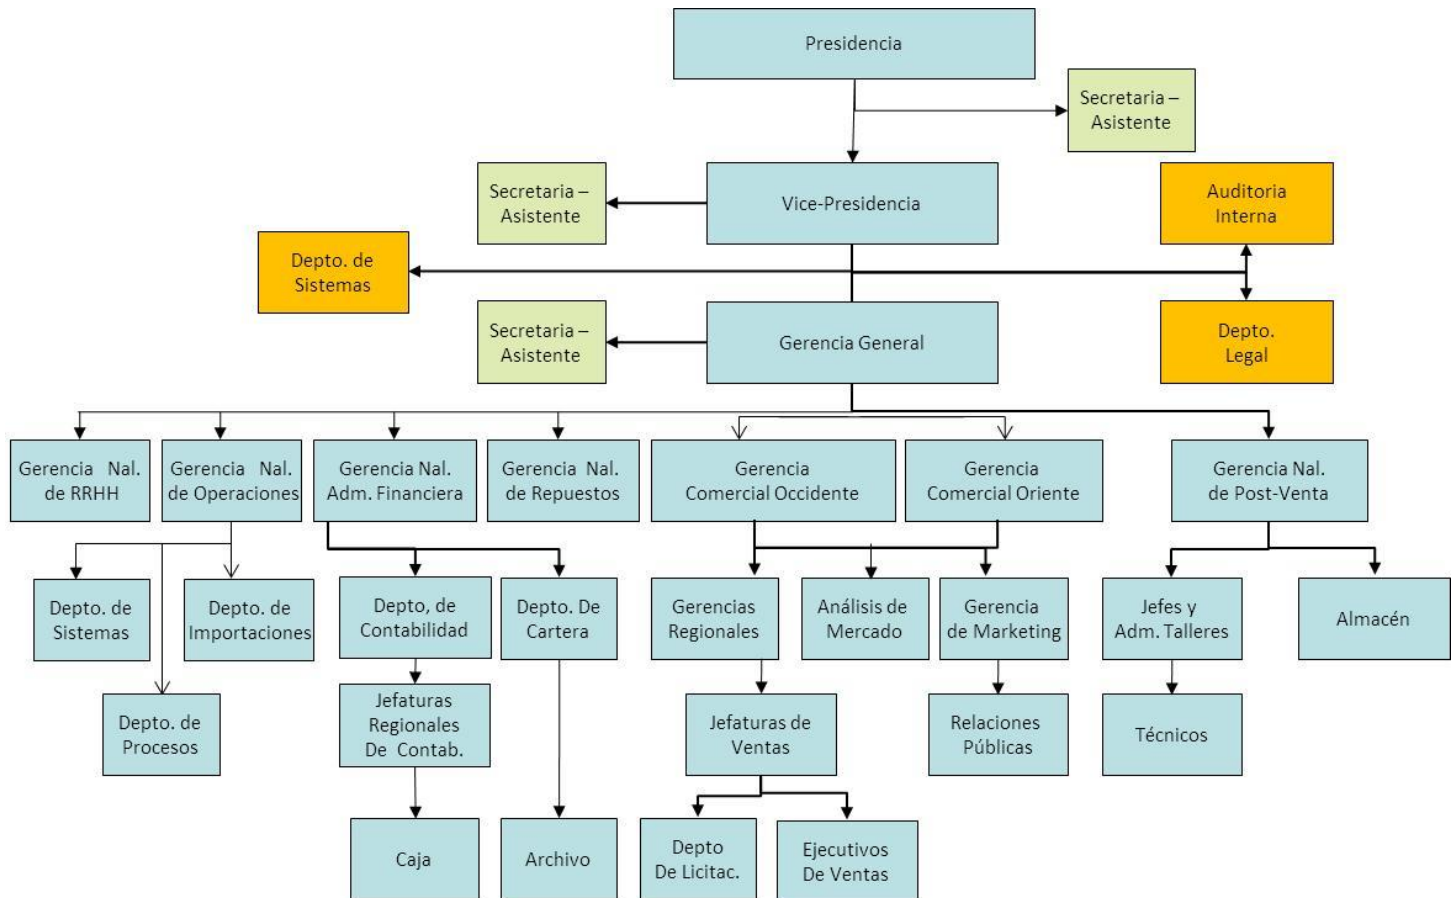 Presidencia
Secretaria –
Asistente
Secretaria –
Asistente
Vice-Presidencia
Auditoria
Interna
Depto. de
Sistemas
Secretaria –
Asistente
Gerencia General
Depto.
Legal
Gerencia Nal.
de RRHH
Gerencia Nal.
de Operaciones
Gerencia Nal.
Adm. Financiera
Gerencia Nal.
de Repuestos
Gerencia
Comercial Occidente
Gerencia
Comercial Oriente
Gerencia Nal.
de Post-Venta
Depto. de
Sistemas
Depto. de
Importaciones
Depto, de
Contabilidad
Depto. De
Cartera
Gerencias
Regionales
Análisis de
Mercado
Gerencia
de Marketing
Jefes y
Adm. Talleres
Almacén
Depto. de
Procesos
Jefaturas
Regionales
De Contab.
Jefaturas de
Ventas
Relaciones
Públicas
Técnicos
Caja
Archivo
Depto
De Licitac.
Ejecutivos
De Ventas